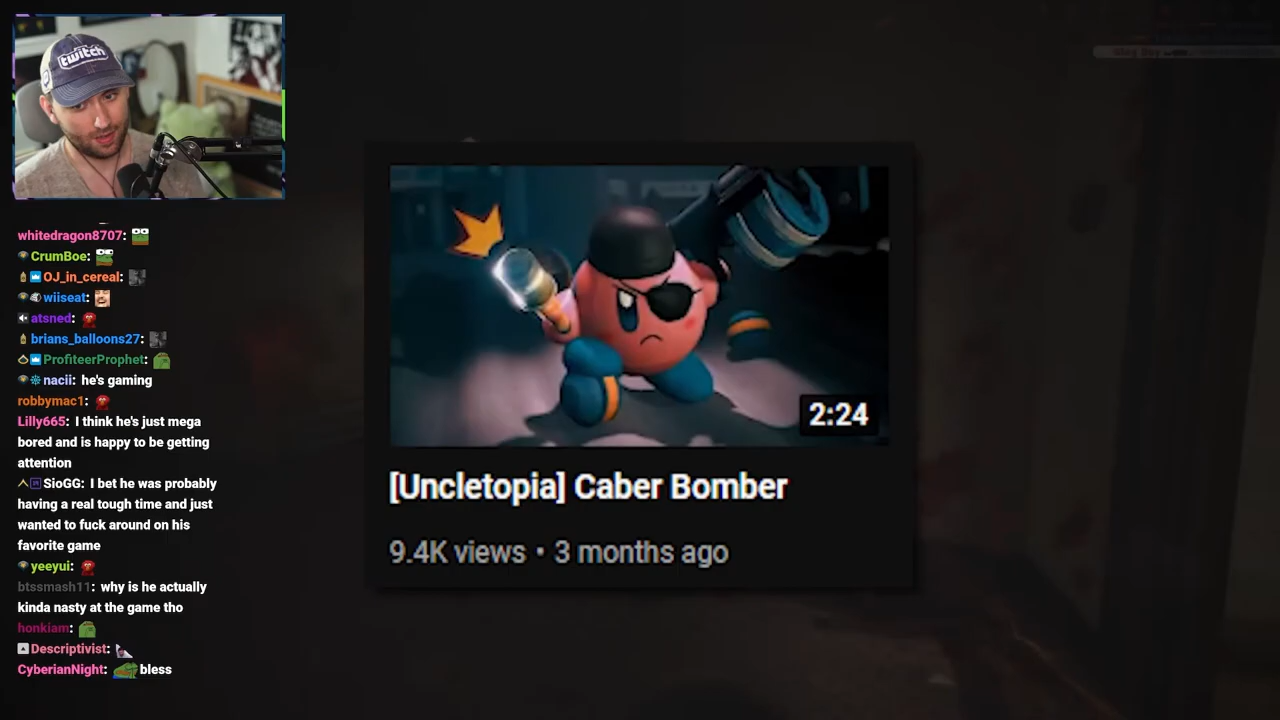 twitch
whitedragon8707:
CrumBoe:
OJ_in_cereal:
wiiseat:
atsned:
brians_balloons27:
ProfiteerProphet:
nacii: he's gaming
robbymac1:
Lilly665: I think he's just mega
bored and is happy to be getting
attention
SioGG: I bet he was probably
having a real tough time and just
wanted to fuck around on his
favorite game
yeeyui:
btssmash11: why is he actually
kinda nasty at the game tho
honkiam:
Descriptivist:
CyberianNight: bless
2:24
[Uncletopia] Caber Bomber
9.4K views • 3 months ago